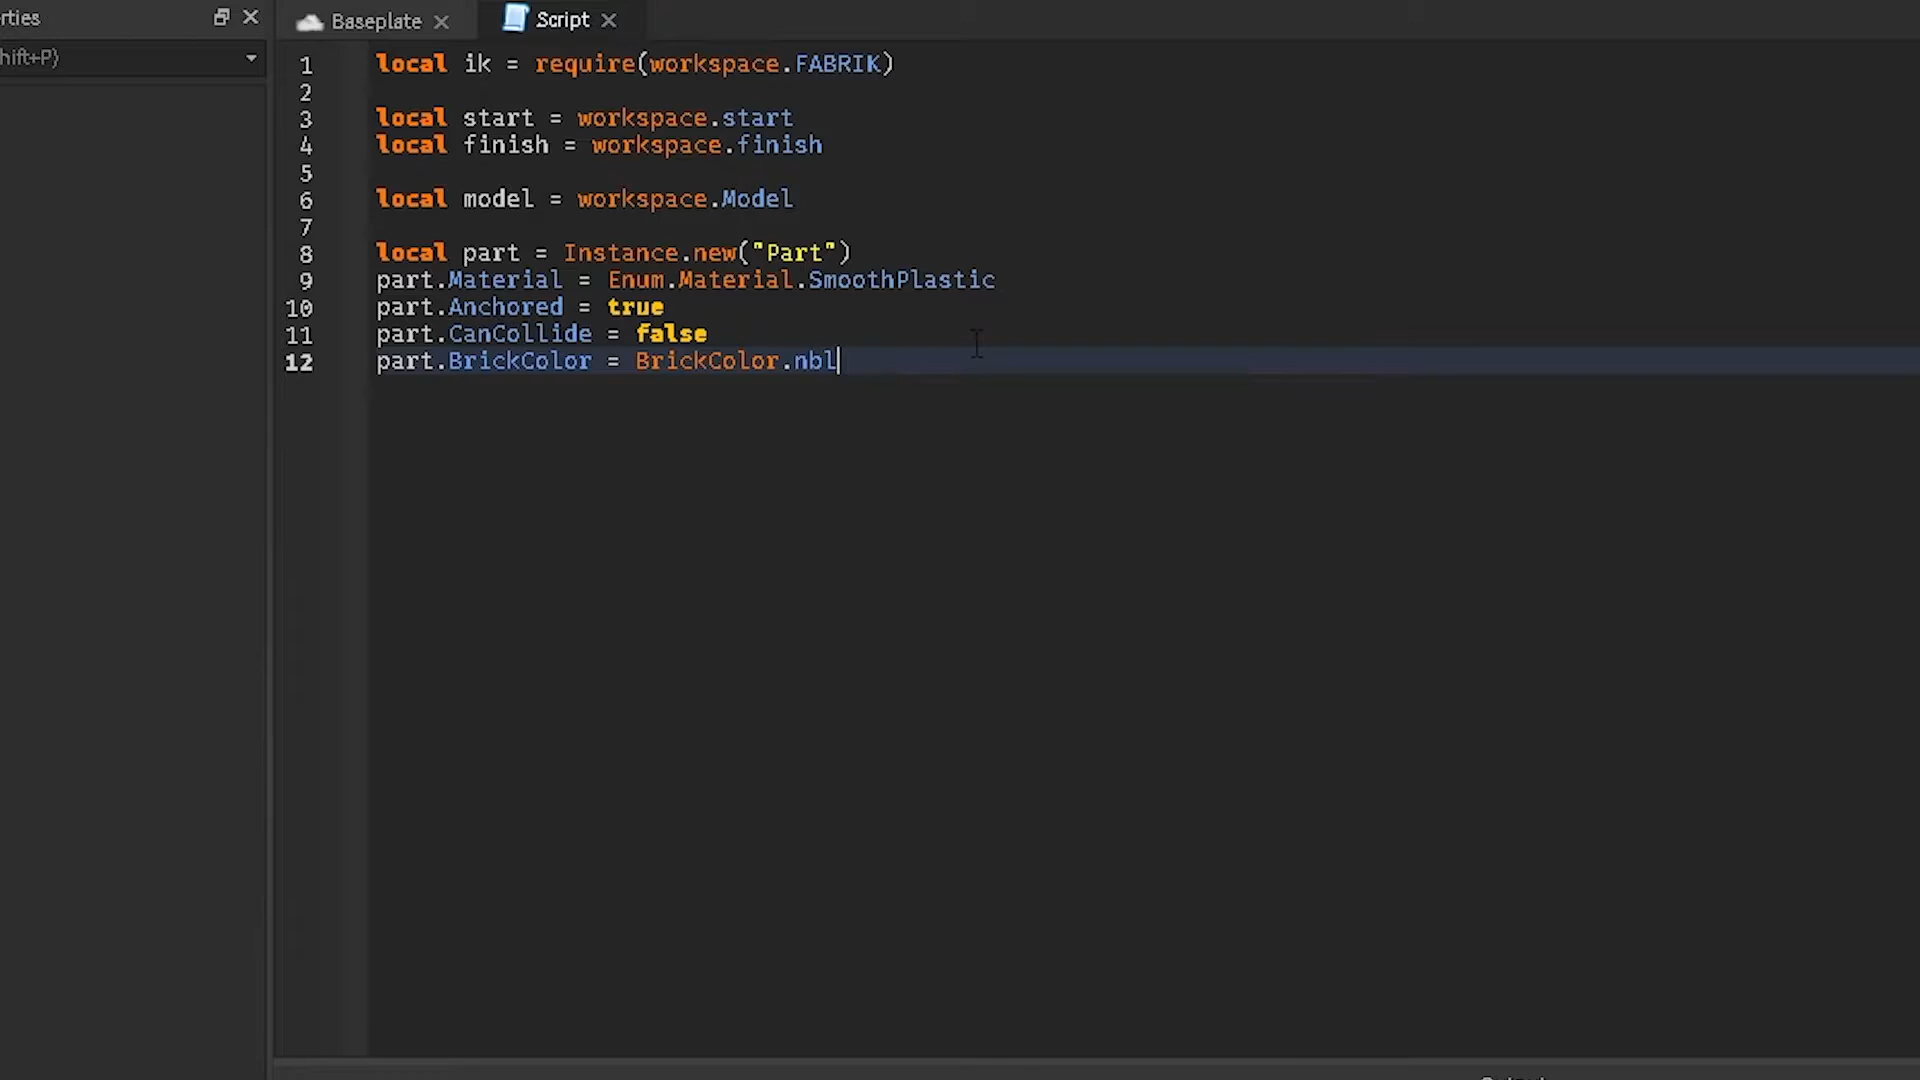 rties
Baseplate
Script
hift+P)
1 local ik = require(workspace.FABRIK)
2
3 local start = workspace.start
4 local finish = workspace.finish
5
6 local model = workspace.Model
7
8 local part = Instance.new("Part")
9 part.Material = Enum.Material.SmoothPlastic
10 part.Anchored = true
11 part.CanCollide = false
12 part.BrickColor = BrickColor.nbl